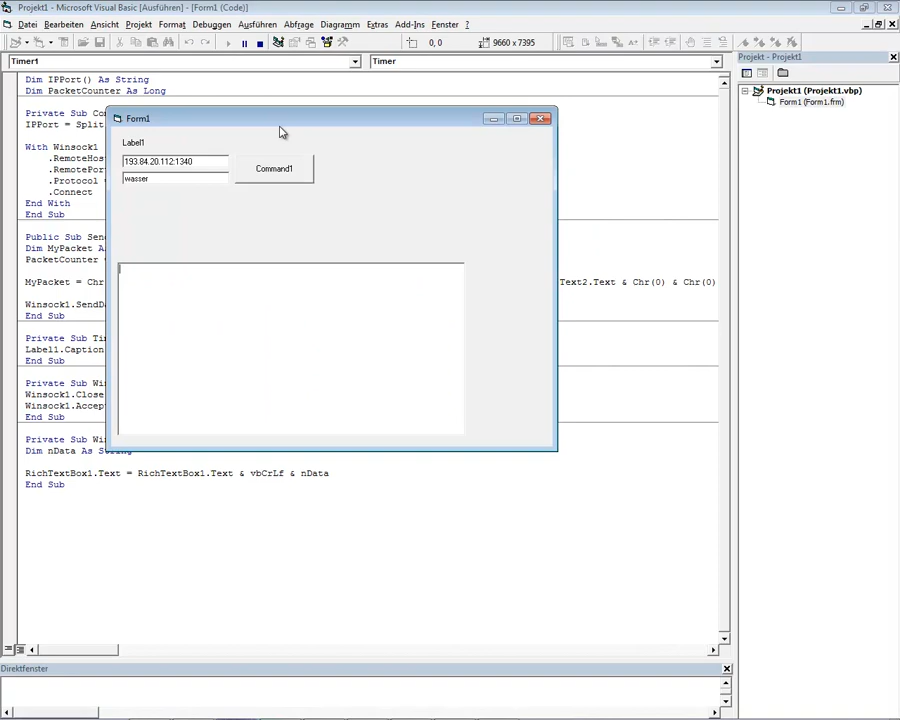 Projekt1 - Microsoft Visual Basic [Ausführen] - [Form1 (Code)]
Datei Bearbeiten Ansicht Projekt Format Debuggen Ausführen Abfrage Diagramm Extras Add-Ins Fenster ?
0, 0 9660 x 7395
Timer1 Timer
Projekt - Projekt1
Projekt1 (Projekt1.vbp)
Form1 (Form1.frm)
Dim IPPort() As String
Dim PacketCounter As Long
Private Sub Co
IPPort = Split
With Winsock1
.RemoteHos
.RemotePor
.Protocol =
.Connect
End With
End Sub
Public Sub Sen
Dim MyPacket A
PacketCounter
MyPacket = Chr Text2.Text & Chr(0) & Chr(0)
Winsock1.SendDa
End Sub
Private Sub Tim
Label1.Caption
End Sub
Private Sub Win
Winsock1.Close
Winsock1.Accep
End Sub
Private Sub Wi
Dim nData As String
RichTextBox1.Text = RichTextBox1.Text & vbCrLf & nData
End Sub
Form1
Label1
193.84.20.112:1340
wasser
Command1
Direktfenster